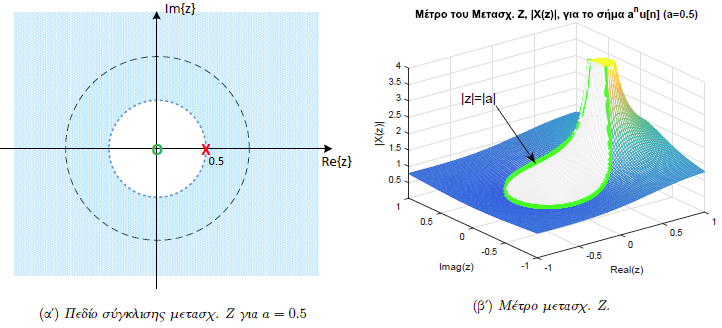 Im{z}
Re{z}
0.5
(α′) Πεδίο σύγκλισης μετασχ. Z για a = 0.5
Μέτρο του Μετασχ. Ζ, |X(z)|, για το σήμα aⁿu[n] (a=0.5)
|z|=|a|
|X(z)|
4
3.5
3
2.5
2
1.5
1
0.5
1
0.5
0
-0.5
-1
Imag(z)
-1
-0.5
0
0.5
1
Real(z)
(β′) Μέτρο μετασχ. Z.